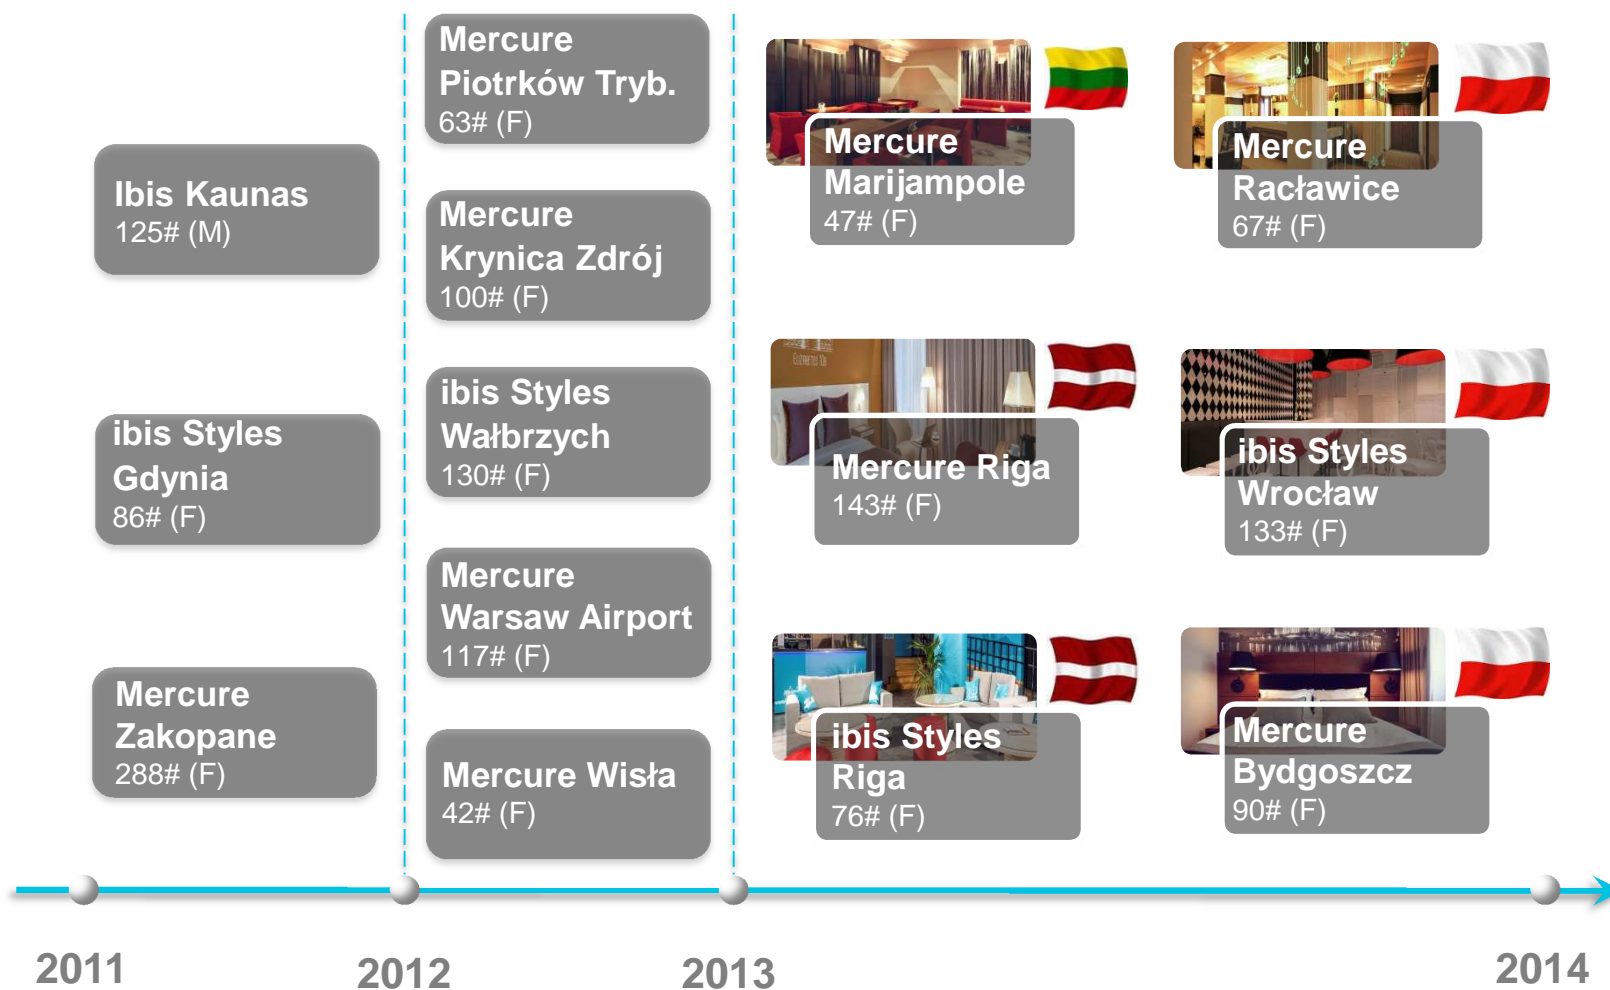 Ibis Kaunas
125# (M)
ibis Styles
Gdynia
86# (F)
Mercure
Zakopane
288# (F)
Mercure
Piotrków Tryb.
63# (F)
Mercure
Krynica Zdrój
100# (F)
ibis Styles
Wałbrzych
130# (F)
Mercure
Warsaw Airport
117# (F)
Mercure Wisła
42# (F)
Mercure
Marijampole
47# (F)
Mercure Riga
143# (F)
ibis Styles
Riga
76# (F)
Mercure
Racławice
67# (F)
ibis Styles
Wrocław
133# (F)
Mercure
Bydgoszcz
90# (F)
2011
2012
2013
2014